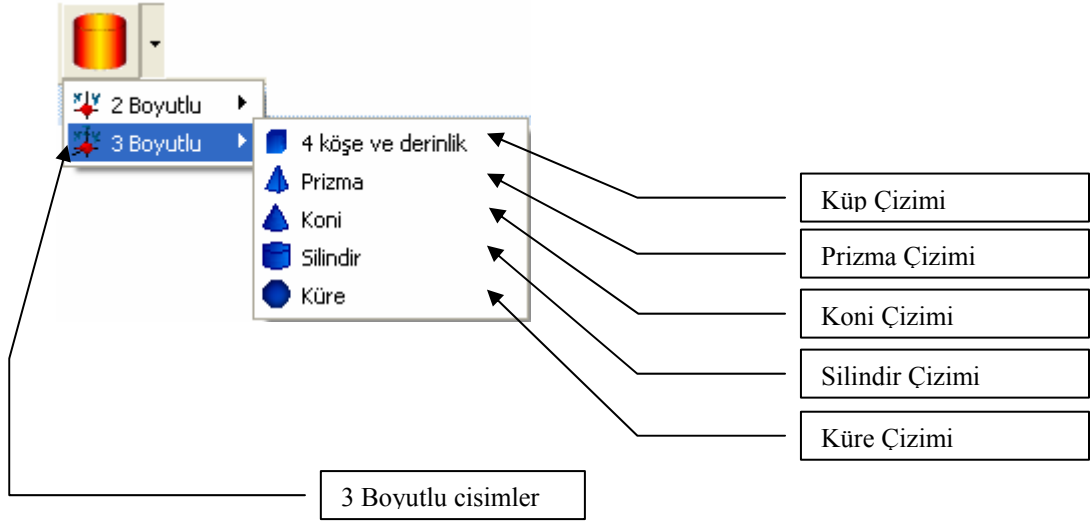 2 Boyutlu
3 Boyutlu
4 köşe ve derinlik
Prizma
Koni
Silindir
Küre
Küp Çizimi
Prizma Çizimi
Koni Çizimi
Silindir Çizimi
Küre Çizimi
3 Boyutlu cisimler